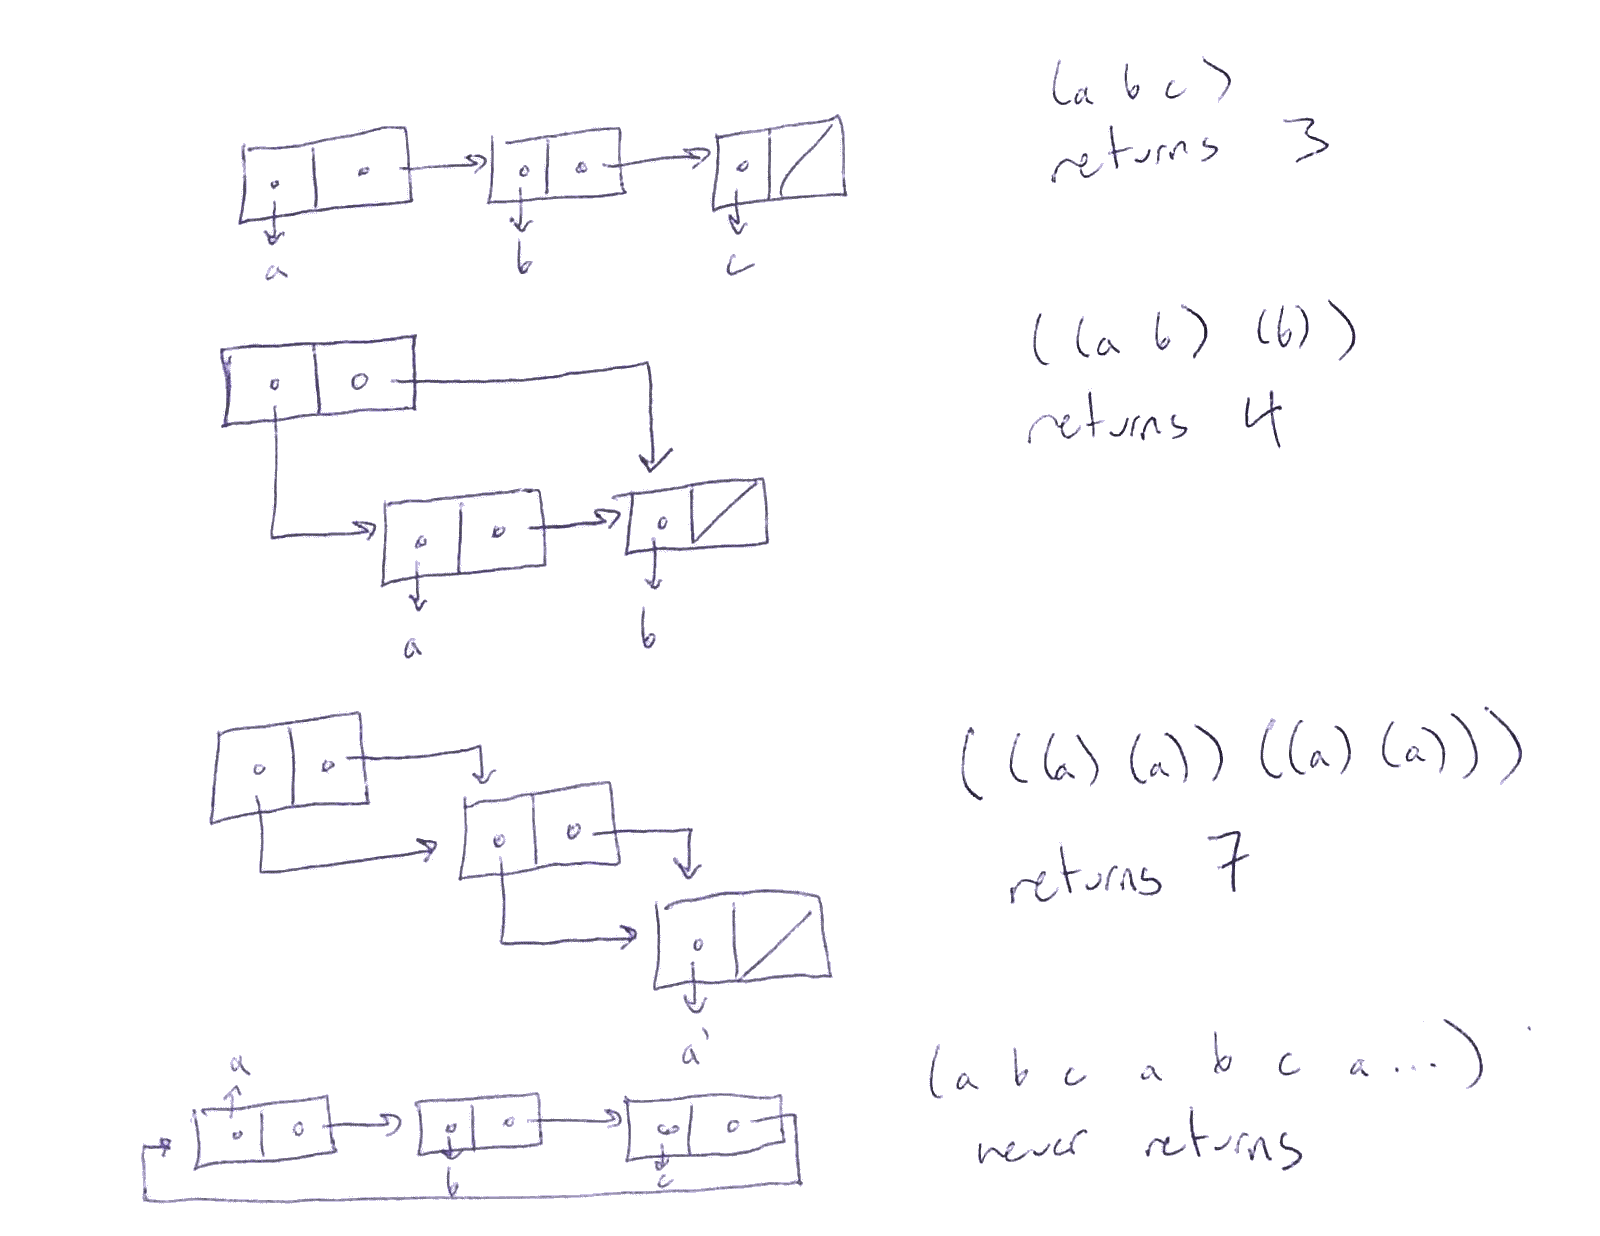 (a b c)
returns 3
a
b
c
((a b) (b))
returns 4
a
b
(((a) (a)) ((a) (a)))
returns 7
a'
a
(a b c a b c a...)
b
c
never returns